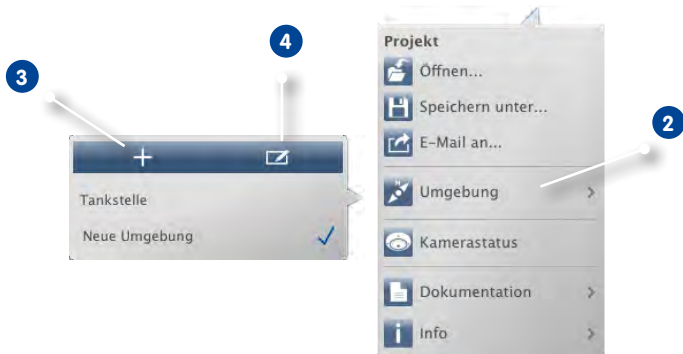 4
3
+
Tankstelle
Neue Umgebung
Projekt
Öffnen...
Speichern unter...
E-Mail an...
2
Umgebung
Kamerastatus
Dokumentation
i Info